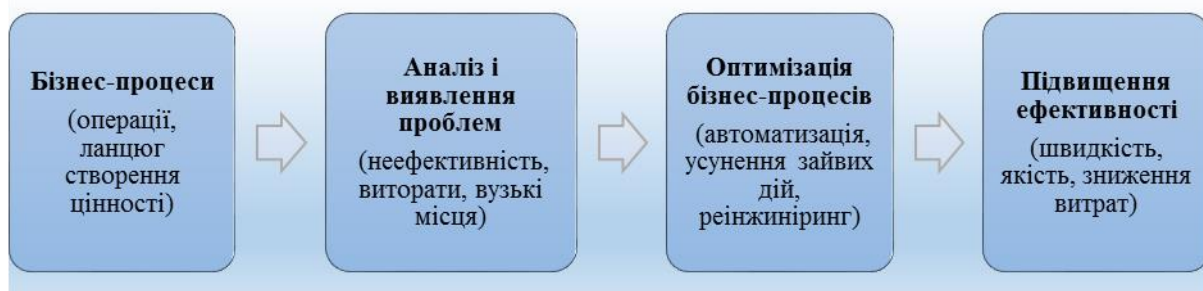 Бізнес-процеси
(операції,
ланцюг
створення
цінності)
Аналіз і
виявлення
проблем
(неефективність,
виторати, вузькі
місця)
Оптимізація
бізнес-процесів
(автоматизація,
усунення зайвих
дій,
реінжиніринг)
Підвищення
ефективності
(швидкість,
якість, зниження
витрат)